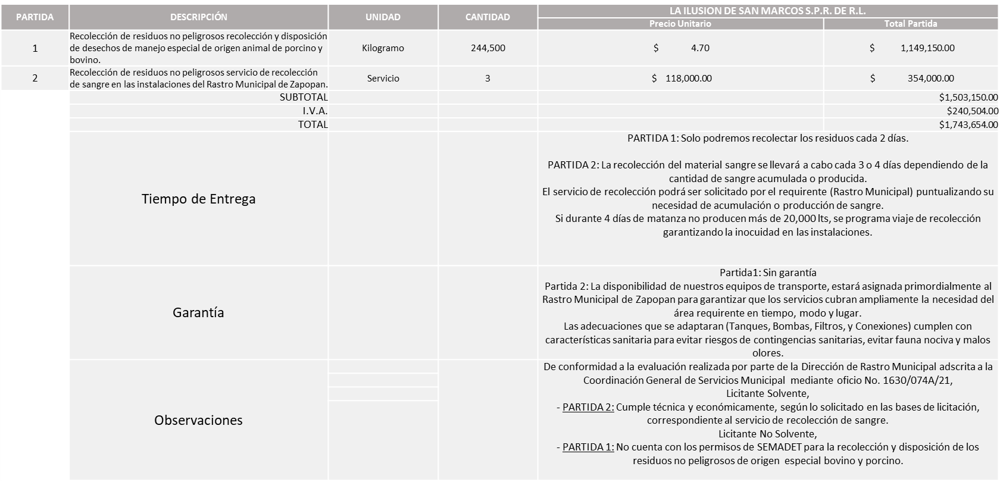 PARTIDA DESCRIPCIÓN UNIDAD CANTIDAD LA ILUSION DE SAN MARCOS S.P.R. DE R.L.
Precio Unitario Total Partida
1 Recolección de residuos no peligrosos recolección y disposición de desechos de manejo especial de origen animal de porcino y bovino. Kilogramo 244,500 $ 4.70 $ 1,149,150.00
2 Recolección de residuos no peligrosos servicio de recolección de sangre en las instalaciones del Rastro Municipal de Zapopan. Servicio 3 $ 118,000.00 $ 354,000.00
SUBTOTAL $1,503,150.00
I.V.A. $240,504.00
TOTAL $1,743,654.00
Tiempo de Entrega
PARTIDA 1: Solo podremos recolectar los residuos cada 2 días.
PARTIDA 2: La recolección del material sangre se llevará a cabo cada 3 o 4 días dependiendo de la
cantidad de sangre acumulada o producida.
El servicio de recolección podrá ser solicitado por el requirente (Rastro Municipal) puntualizando su
necesidad de acumulación o producción de sangre.
Si durante 4 días de matanza no producen más de 20,000 lts, se programa viaje de recolección
garantizando la inocuidad en las instalaciones.
Garantía
Partida1: Sin garantía
Partida 2: La disponibilidad de nuestros equipos de transporte, estará asignada primordialmente al
Rastro Municipal de Zapopan para garantizar que los servicios cubran ampliamente la necesidad del
área requirente en tiempo, modo y lugar.
Las adecuaciones que se adaptaran (Tanques, Bombas, Filtros, y Conexiones) cumplen con
características sanitaria para evitar riesgos de contingencias sanitarias, evitar fauna nociva y malos
olores.
Observaciones
De conformidad a la evaluación realizada por parte de la Dirección de Rastro Municipal adscrita a la
Coordinación General de Servicios Municipal mediante oficio No. 1630/074A/21,
Licitante Solvente,
- PARTIDA 2: Cumple técnica y económicamente, según lo solicitado en las bases de licitación,
correspondiente al servicio de recolección de sangre.
Licitante No Solvente,
- PARTIDA 1: No cuenta con los permisos de SEMADET para la recolección y disposición de los
residuos no peligrosos de origen especial bovino y porcino.